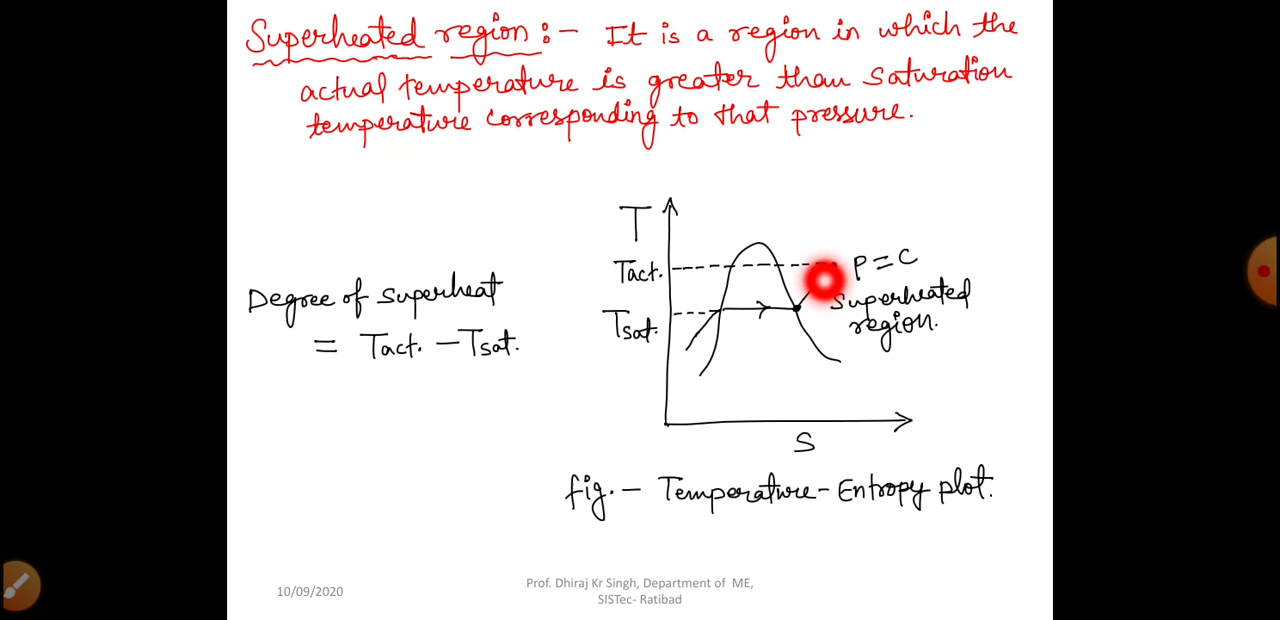 Superheated region :- It is a region in which the
actual temperature is greater than saturation
temperature corresponding to that pressure.
T
Tact.
P = C
Degree of superheat
= Tact. - Tsat.
Tsat.
Superheated
region.
S
fig. - Temperature - Entropy plot.
10/09/2020
Prof. Dhiraj Kr Singh, Department of ME,
SISTec- Ratibad